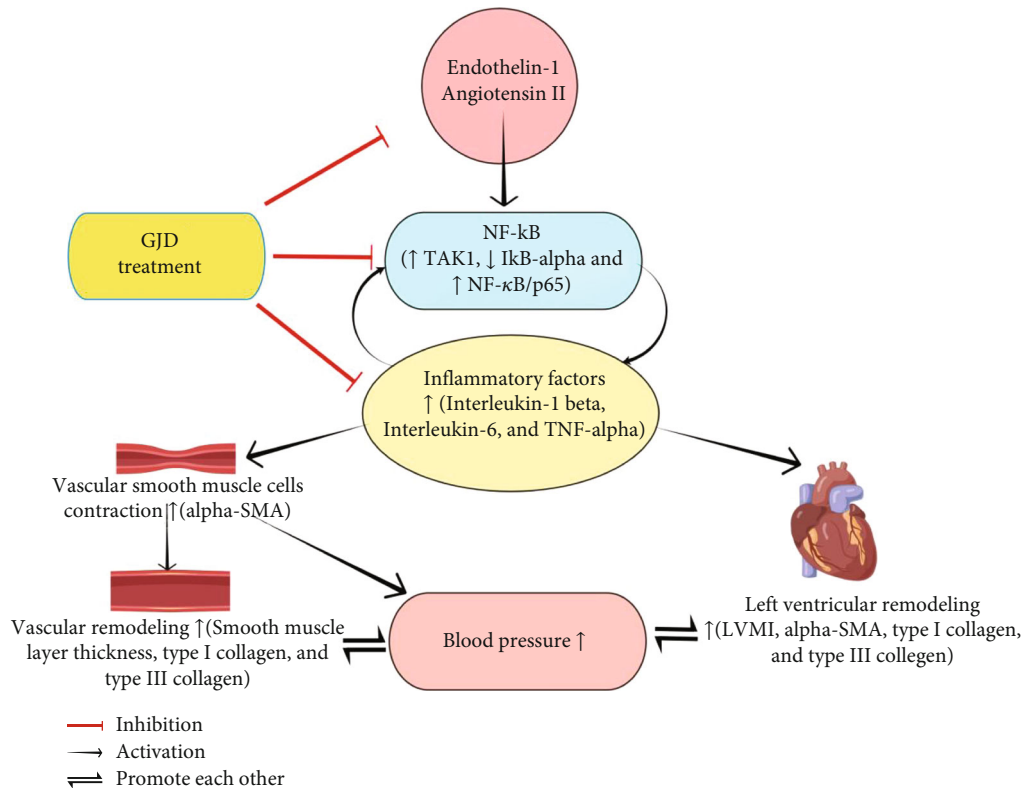 Endothelin-1
Angiotensin II
GJD
treatment
NF-kB
(↑ TAK1, ↓ IkB-alpha and
↑ NF-κB/p65)
Inflammatory factors
↑ (Interleukin-1 beta,
Interleukin-6, and TNF-alpha)
Vascular smooth muscle cells
contraction ↑(alpha-SMA)
Vascular remodeling ↑(Smooth muscle
layer thickness, type I collagen, and
type III collagen)
Blood pressure ↑
Left ventricular remodeling
↑(LVMI, alpha-SMA, type I collagen,
and type III collegen)
Inhibition
Activation
Promote each other